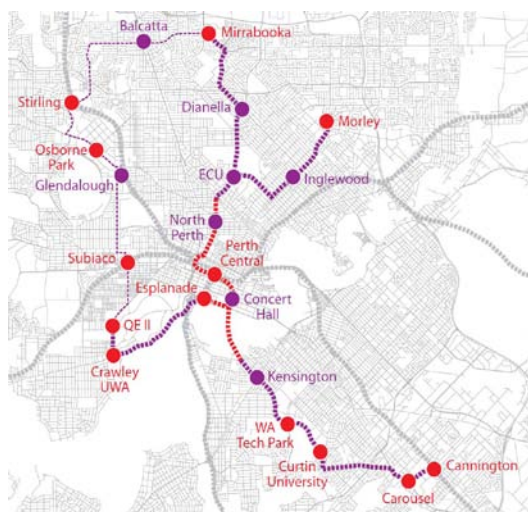 Balcatta
Mirrabooka
Stirling
Dianella
Morley
Osborne
Park
Glendalough
ECU
Inglewood
North
Perth
Subiaco
Perth
Central
Esplanade
Concert
Hall
QE II
Crawley
UWA
Kensington
WA
Tech Park
Curtin
University
Cannington
Carousel